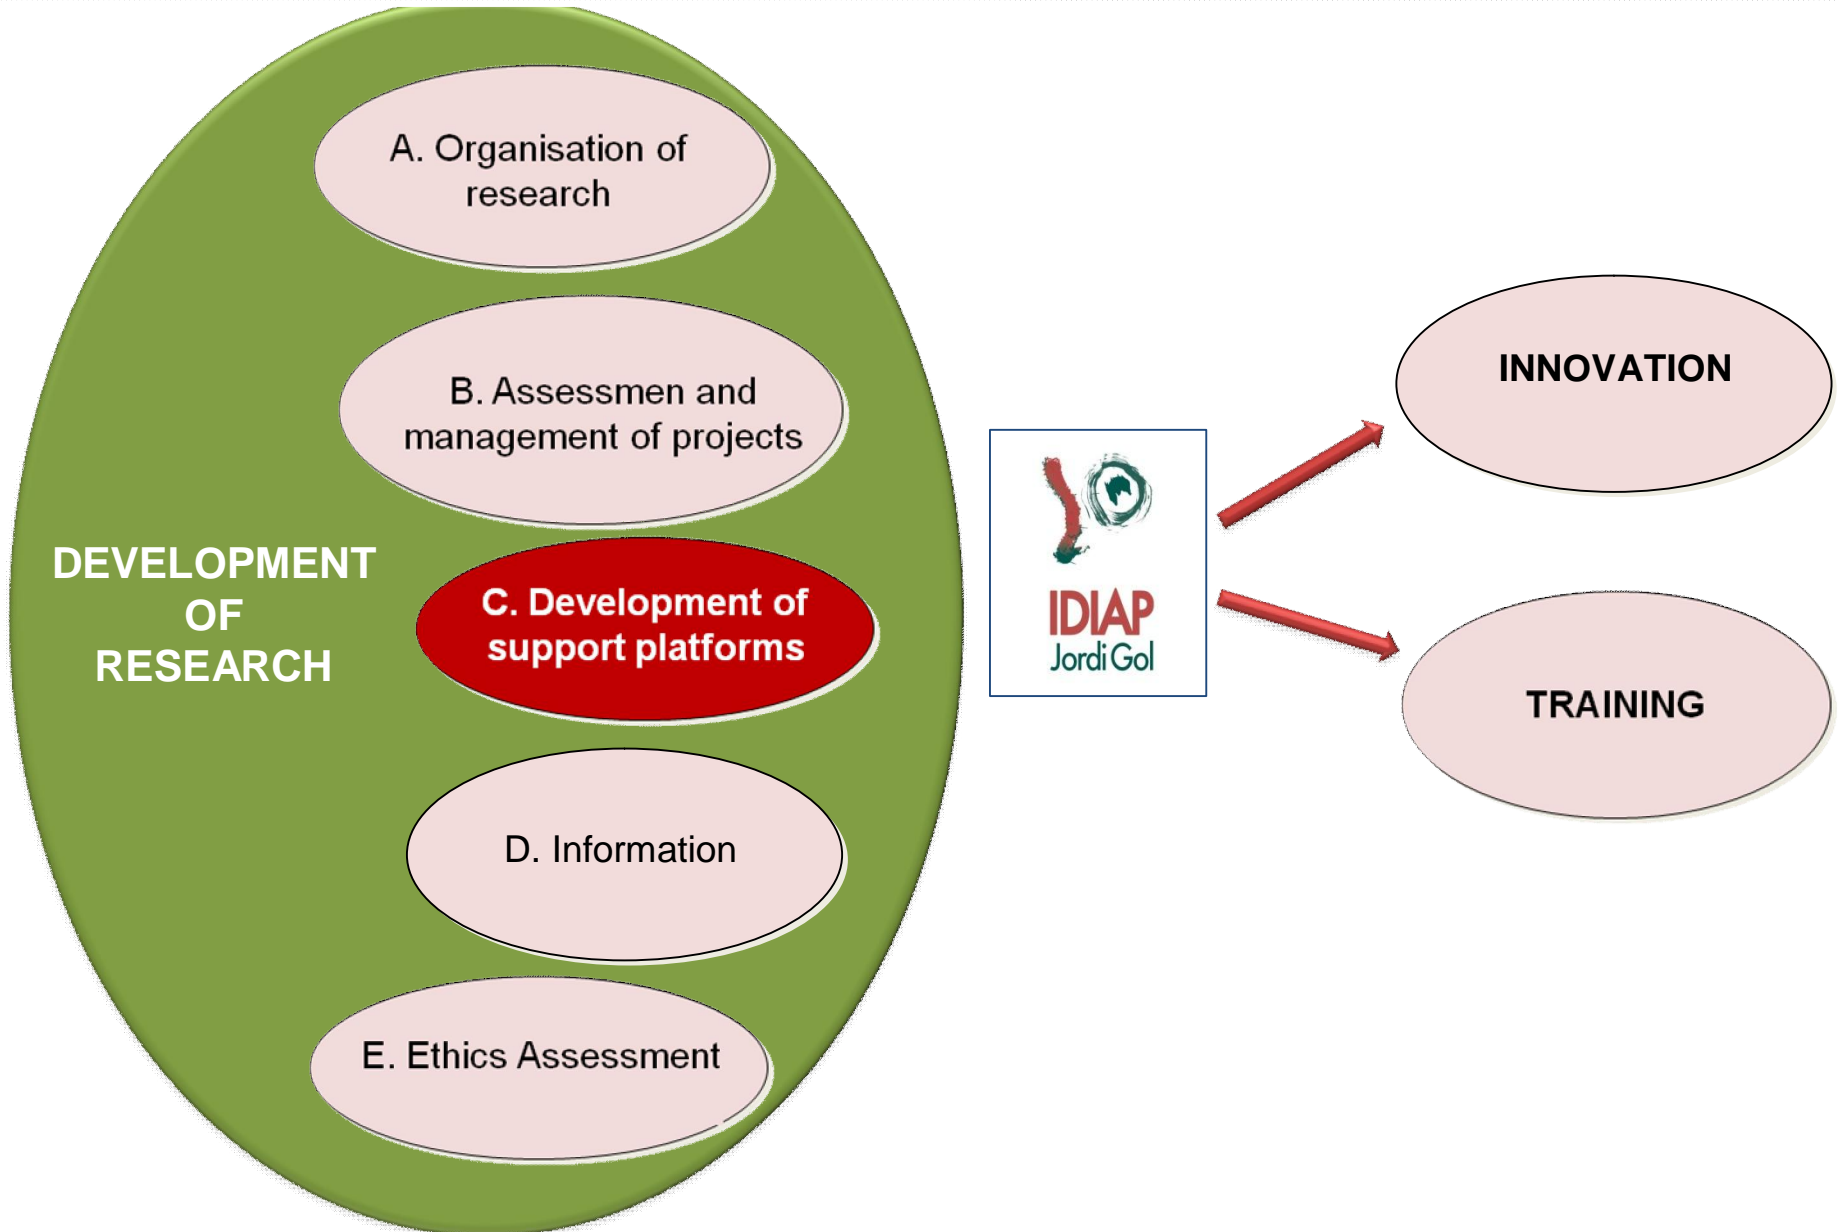 A. Organisation of
research
B. Assessmen and
management of projects
DEVELOPMENT
OF
RESEARCH
C. Development of
support platforms
D. Information
E. Ethics Assessment
IDIAP
Jordi Gol
INNOVATION
TRAINING